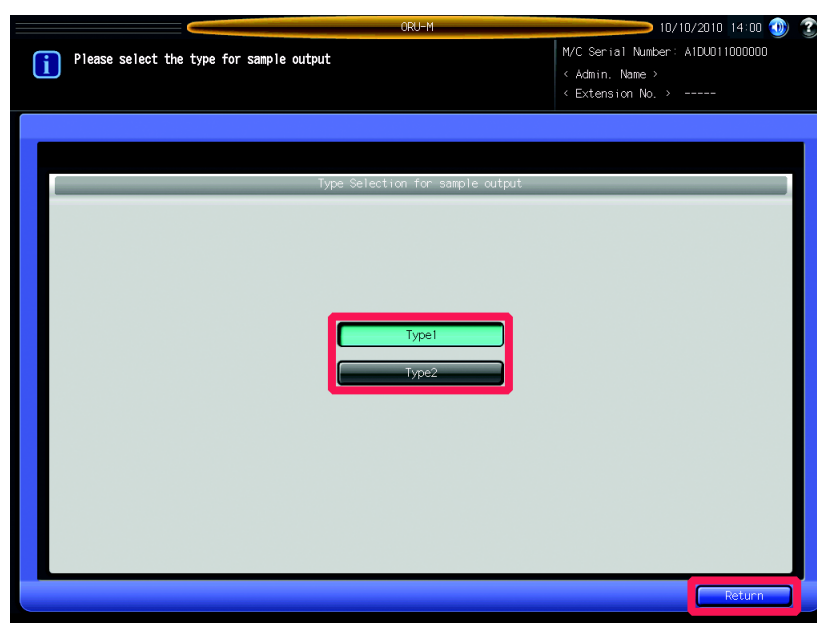 ORU-M
10/10/2010 14:00
Please select the type for sample output
M/C Serial Number: A1DU011000000
< Admin. Name >
< Extension No. > -----
Type Selection for sample output
Type1
Type2
Return